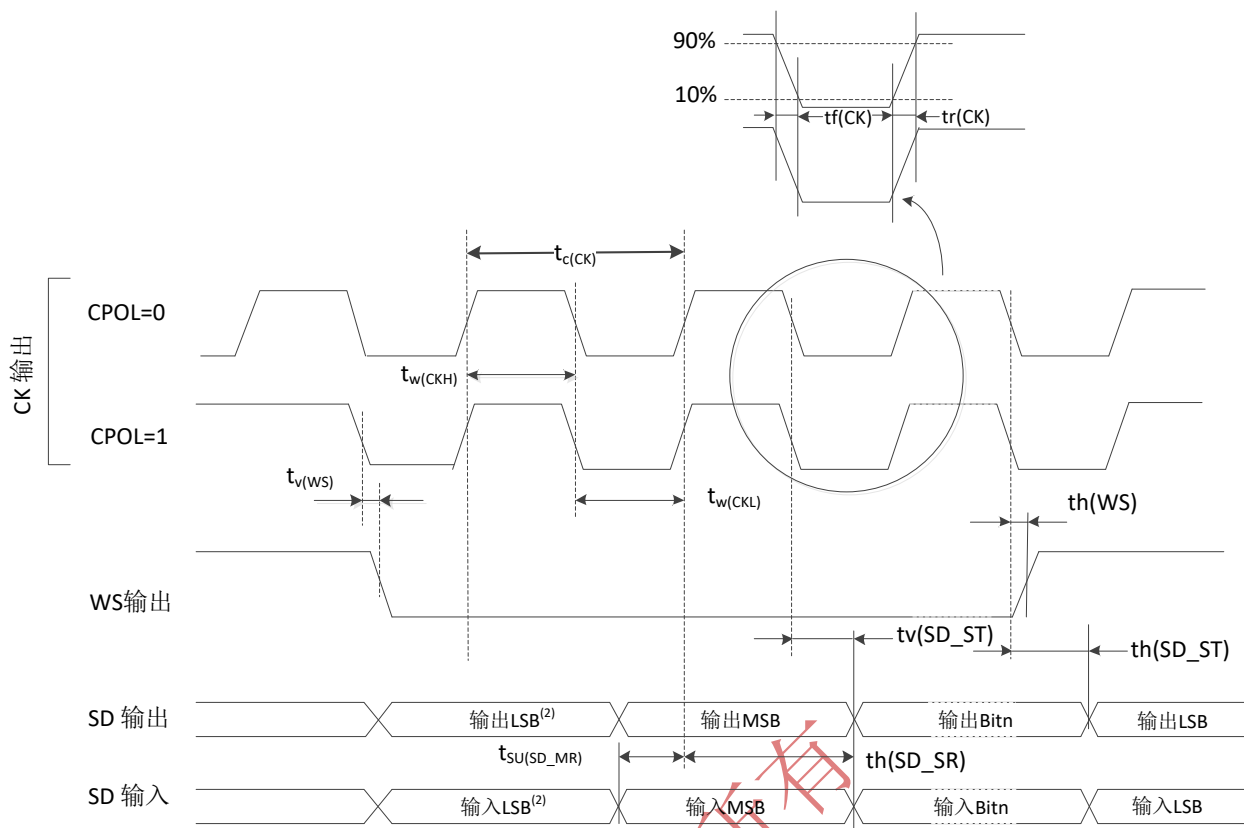 90%
10%
tf(CK)
tr(CK)
tc(CK)
CK 输出
CPOL=0
tw(CKH)
CPOL=1
tv(WS)
tw(CKL)
th(WS)
WS输出
tv(SD_ST)
th(SD_ST)
SD 输出
输出LSB(2)
输出MSB
输出Bitn
输出LSB
tSU(SD_MR)
th(SD_SR)
SD 输入
输入LSB(2)
输入MSB
输入Bitn
输入LSB
有